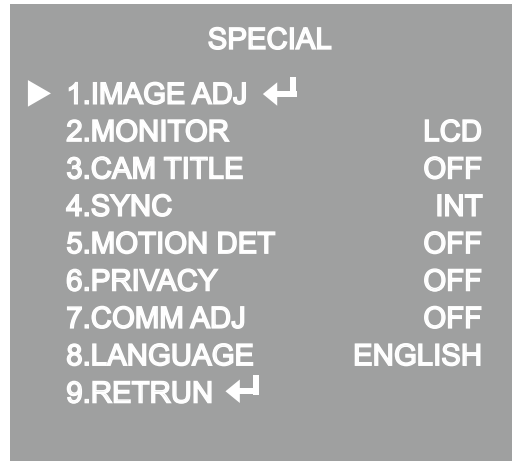 SPECIAL
1.IMAGE ADJ ↵
2.MONITOR LCD
3.CAM TITLE OFF
4.SYNC INT
5.MOTION DET OFF
6.PRIVACY OFF
7.COMM ADJ OFF
8.LANGUAGE ENGLISH
9.RETRUN ↵